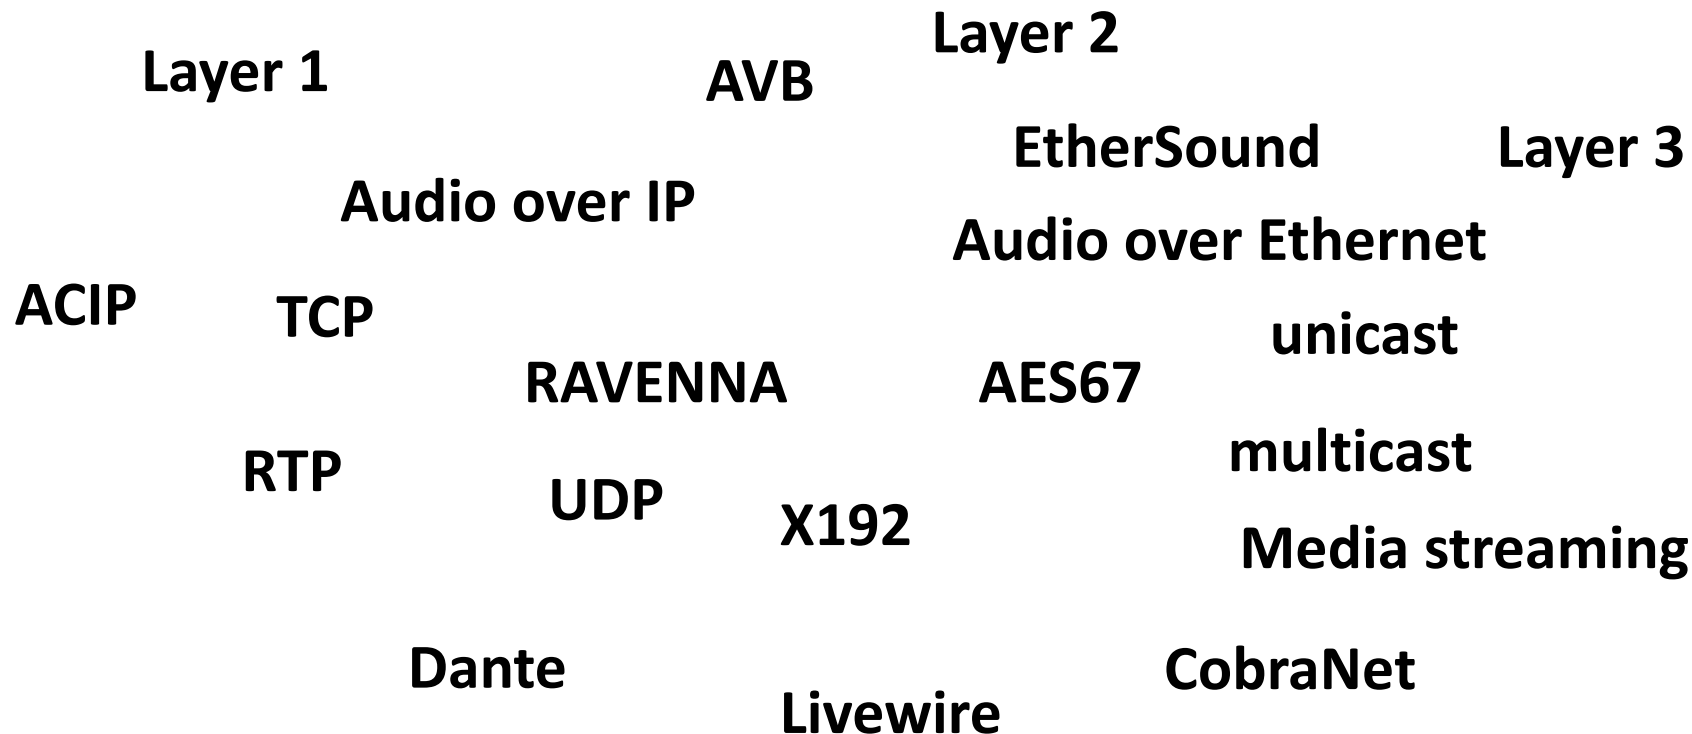 Layer 1
AVB
Layer 2
EtherSound
Layer 3
Audio over IP
Audio over Ethernet
ACIP
TCP
unicast
RAVENNA
AES67
multicast
RTP
UDP
X192
Media streaming
Dante
CobraNet
Livewire